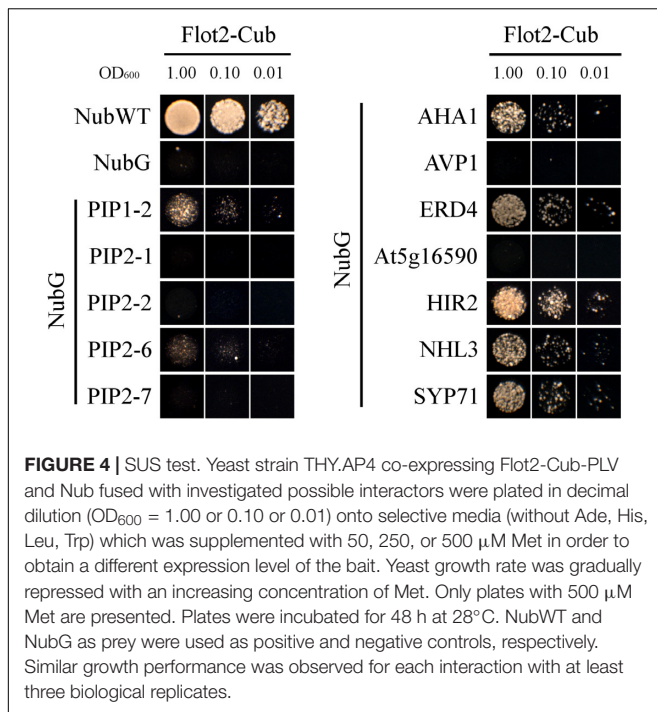 Flot2-Cub
OD600 1.00 0.10 0.01
NubWT
NubG
NubG
PIP1-2
PIP2-1
PIP2-2
PIP2-6
PIP2-7
Flot2-Cub
1.00 0.10 0.01
NubG
AHA1
AVP1
ERD4
At5g16590
HIR2
NHL3
SYP71
FIGURE 4 | SUS test. Yeast strain THY.AP4 co-expressing Flot2-Cub-PLV
and Nub fused with investigated possible interactors were plated in decimal
dilution (OD600 = 1.00 or 0.10 or 0.01) onto selective media (without Ade, His,
Leu, Trp) which was supplemented with 50, 250, or 500 μM Met in order to
obtain a different expression level of the bait. Yeast growth rate was gradually
repressed with an increasing concentration of Met. Only plates with 500 μM
Met are presented. Plates were incubated for 48 h at 28°C. NubWT and
NubG as prey were used as positive and negative controls, respectively.
Similar growth performance was observed for each interaction with at least
three biological replicates.